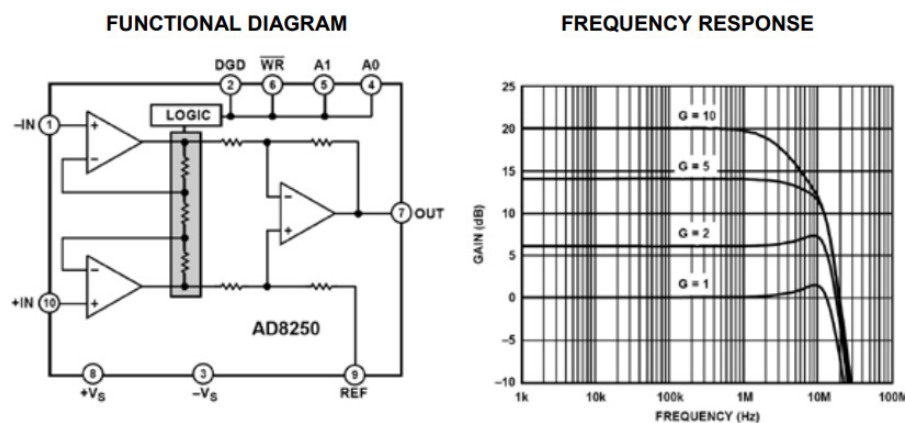 FUNCTIONAL DIAGRAM
DGD WR A1 A0
2 6 5 4
LOGIC
–IN 1
+
–
–
+
7 OUT
–
+
+IN 10
AD8250
8 3 9
+VS –VS REF
FREQUENCY RESPONSE
25
20
15
10
5
0
–5
–10
GAIN (dB)
G = 10
G = 5
G = 2
G = 1
1k 10k 100k 1M 10M 100M
FREQUENCY (Hz)